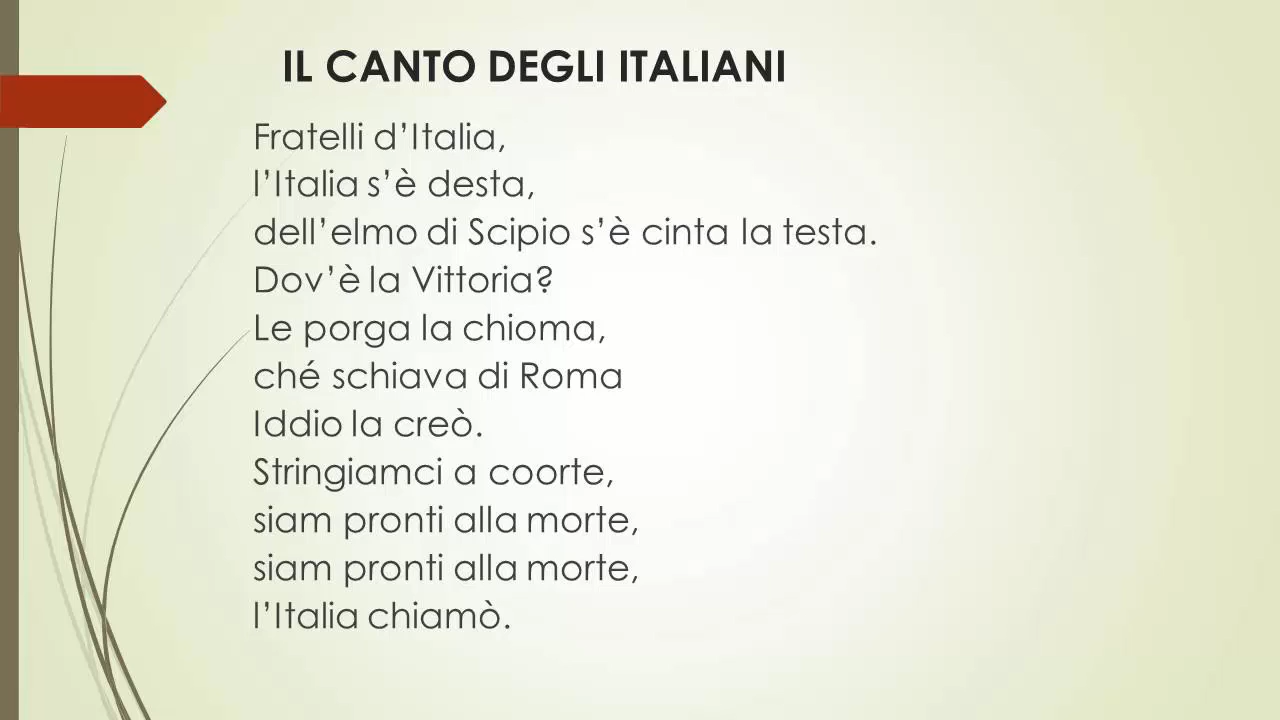 IL CANTO DEGLI ITALIANI
Fratelli d’Italia,
l’Italia s’è desta,
dell’elmo di Scipio s’è cinta la testa.
Dov’è la Vittoria?
Le porga la chioma,
ché schiava di Roma
Iddio la creò.
Stringiamci a coorte,
siam pronti alla morte,
siam pronti alla morte,
l’Italia chiamò.